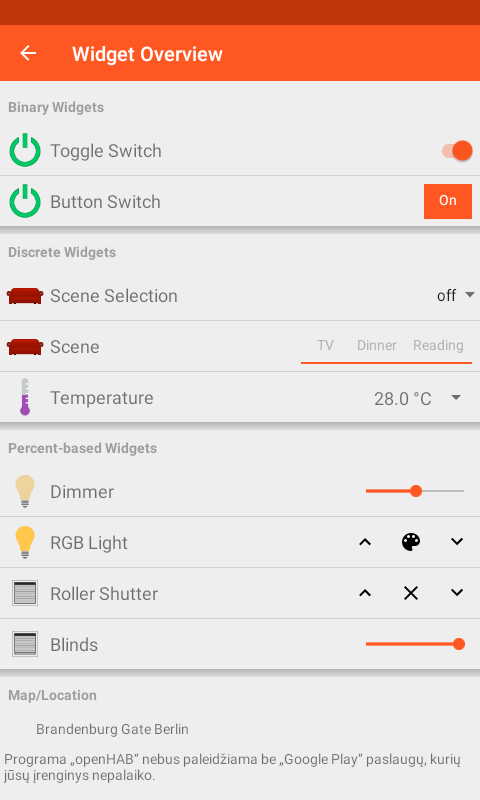 Widget Overview
Binary Widgets
Toggle Switch
Button Switch On
Discrete Widgets
Scene Selection off
Scene TV Dinner Reading
Temperature 28.0 °C
Percent-based Widgets
Dimmer
RGB Light
Roller Shutter
Blinds
Map/Location
Brandenburg Gate Berlin
Programa „openHAB“ nebus paleidžiama be „Google Play“ paslaugų, kurių
jūsų įrenginys nepalaiko.